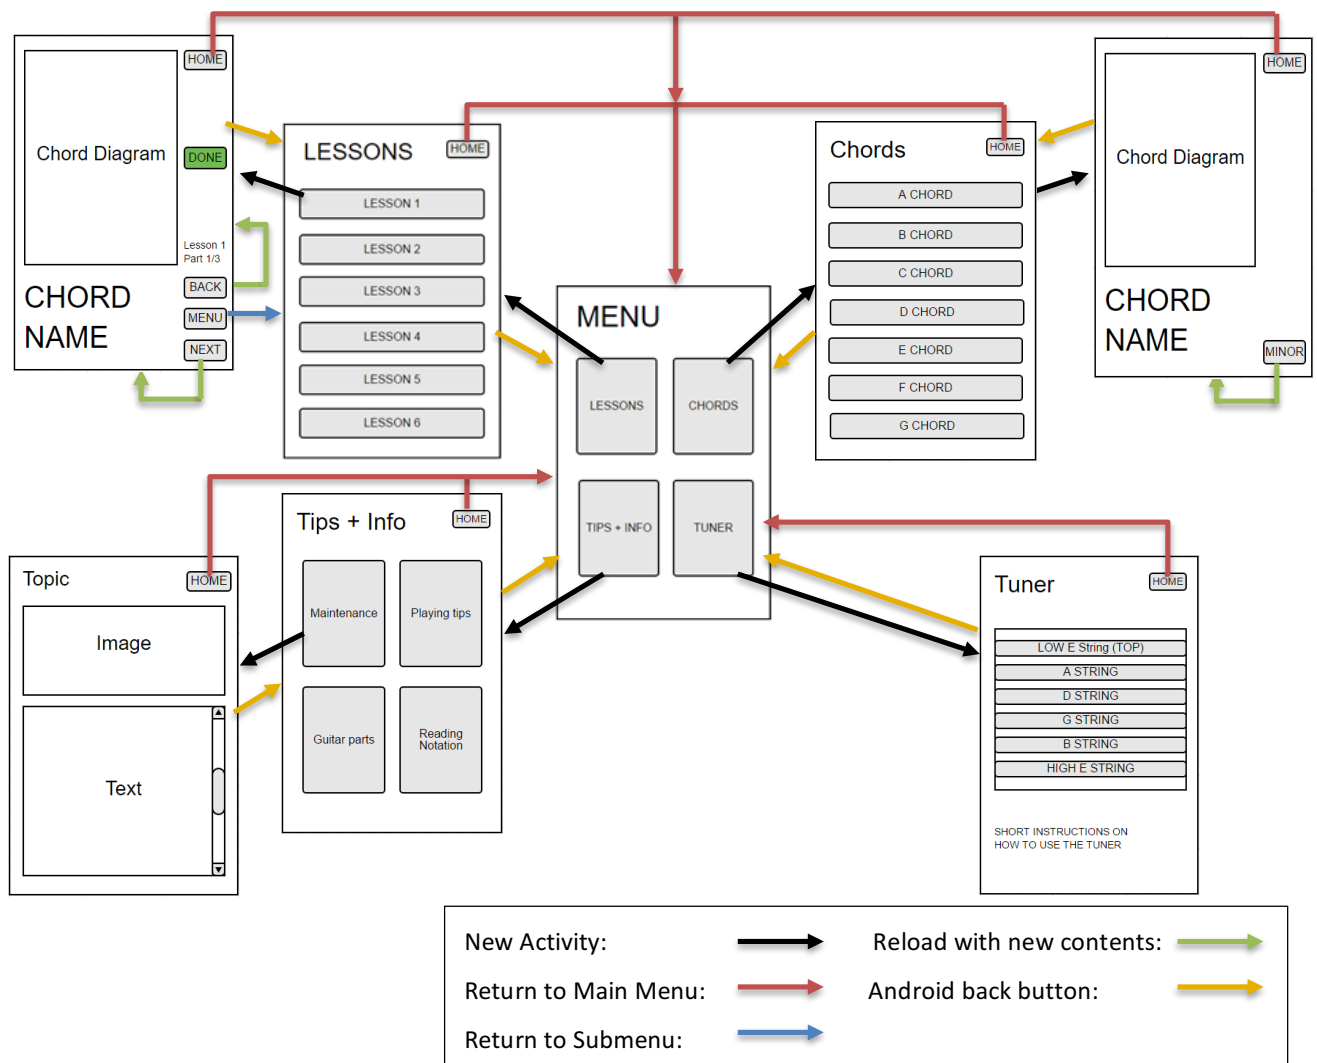 HOME
Chord Diagram
DONE
Lesson 1
Part 1/3
BACK
CHORD
NAME
MENU
NEXT
LESSONS
HOME
LESSON 1
LESSON 2
LESSON 3
LESSON 4
LESSON 5
LESSON 6
MENU
LESSONS
CHORDS
TIPS + INFO
TUNER
Chords
HOME
A CHORD
B CHORD
C CHORD
D CHORD
E CHORD
F CHORD
G CHORD
HOME
Chord Diagram
CHORD
NAME
MINOR
Topic
HOME
Image
Text
Tips + Info
HOME
Maintenance
Playing tips
Guitar parts
Reading
Notation
Tuner
HOME
LOW E String (TOP)
A STRING
D STRING
G STRING
B STRING
HIGH E STRING
SHORT INSTRUCTIONS ON
HOW TO USE THE TUNER
New Activity:
Reload with new contents:
Return to Main Menu:
Android back button:
Return to Submenu: